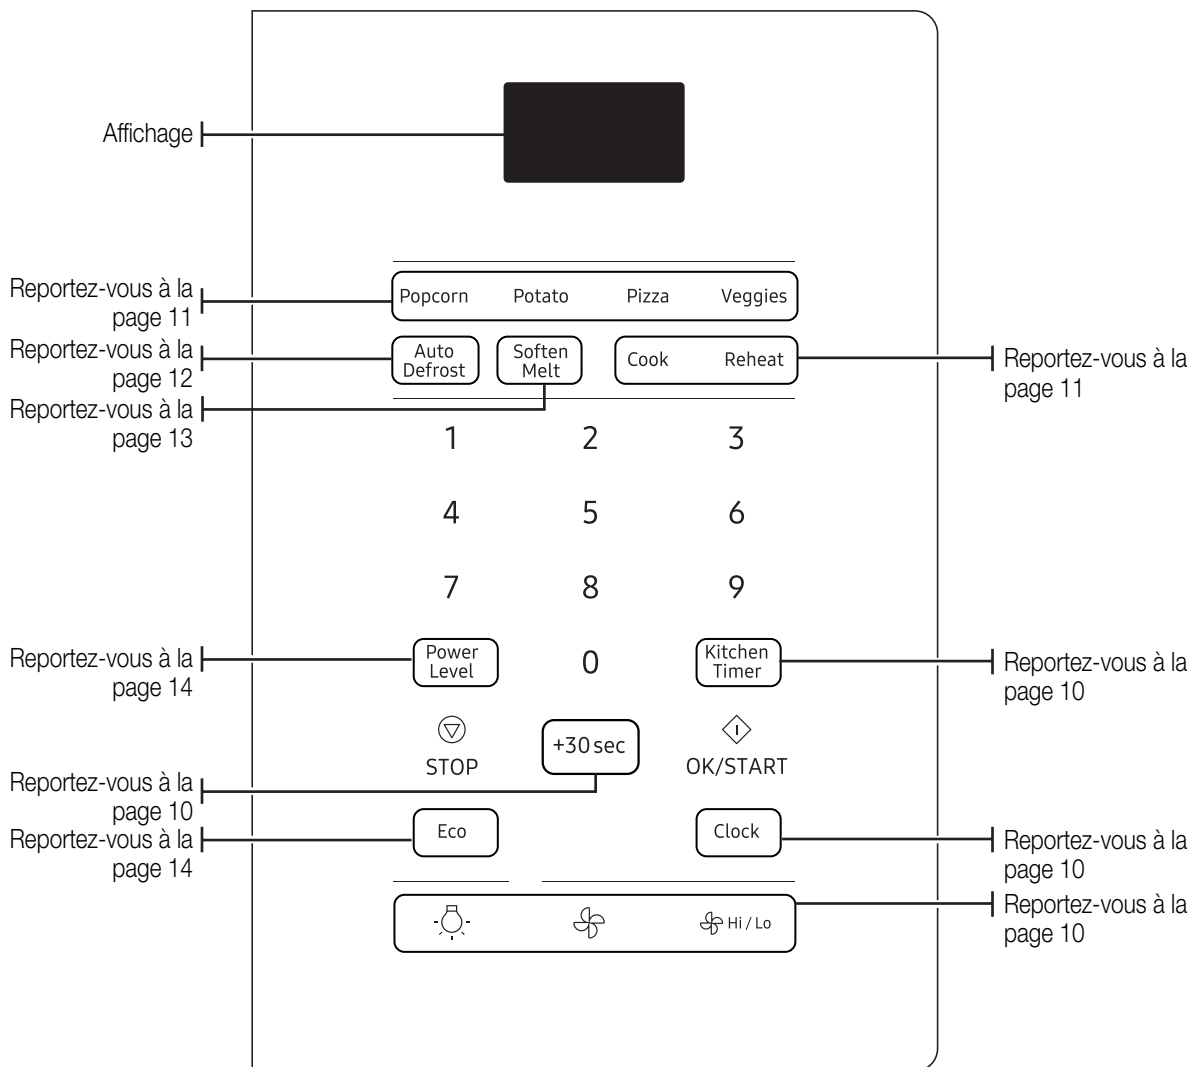 Affichage
Reportez-vous à la
page 11
Popcorn Potato Pizza Veggies
Reportez-vous à la
page 12
Auto
Defrost
Soften
Melt
Cook Reheat
Reportez-vous à la
page 11
Reportez-vous à la
page 13
1 2 3
4 5 6
7 8 9
Reportez-vous à la
page 14
Power
Level
0
Kitchen
Timer
Reportez-vous à la
page 10
STOP
+30 sec
OK/START
Reportez-vous à la
page 10
Reportez-vous à la
page 14
Eco
Clock
Reportez-vous à la
page 10
Hi / Lo
Reportez-vous à la
page 10